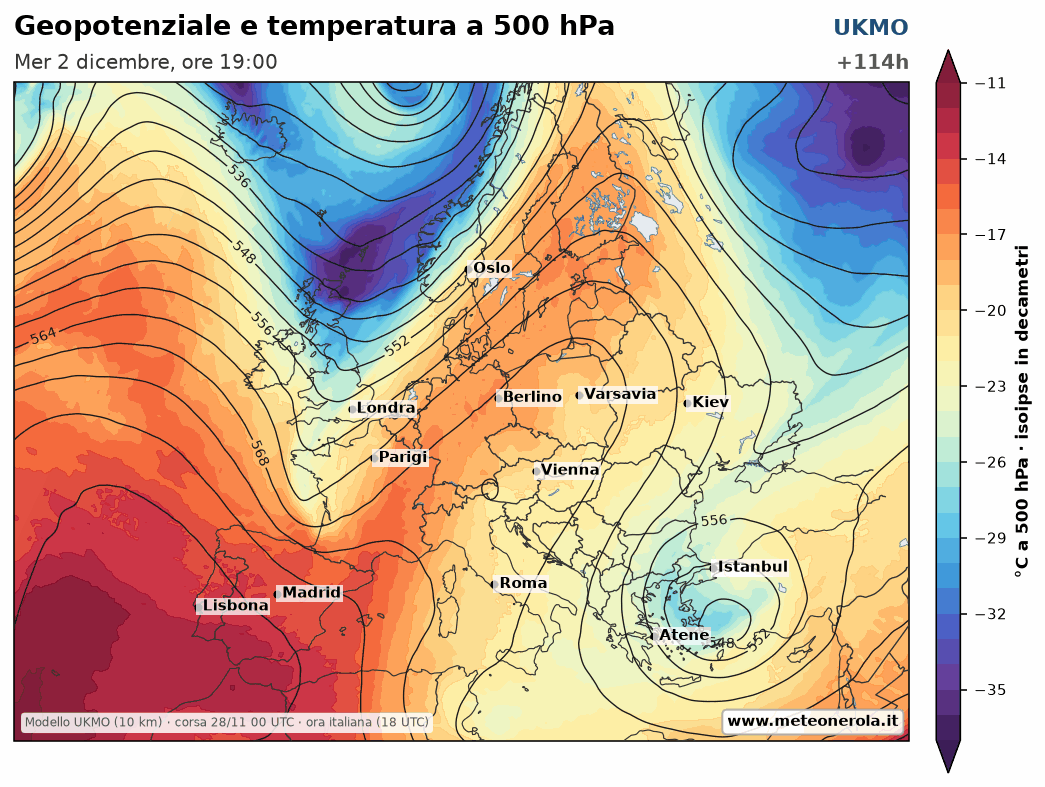 Geopotenziale e temperatura a 500 hPa
UKMO
Mer 2 dicembre, ore 19:00
+114h
536
548
556
552
564
568
556
548
552
Oslo
Londra
Berlino
Varsavia
Kiev
Parigi
Vienna
Istanbul
Roma
Madrid
Lisbona
Atene
−11
−14
−17
−20
−23
−26
−29
−32
−35
°C a 500 hPa · isoipse in decametri
Modello UKMO (10 km) · corsa 28/11 00 UTC · ora italiana (18 UTC)
www.meteonerola.it